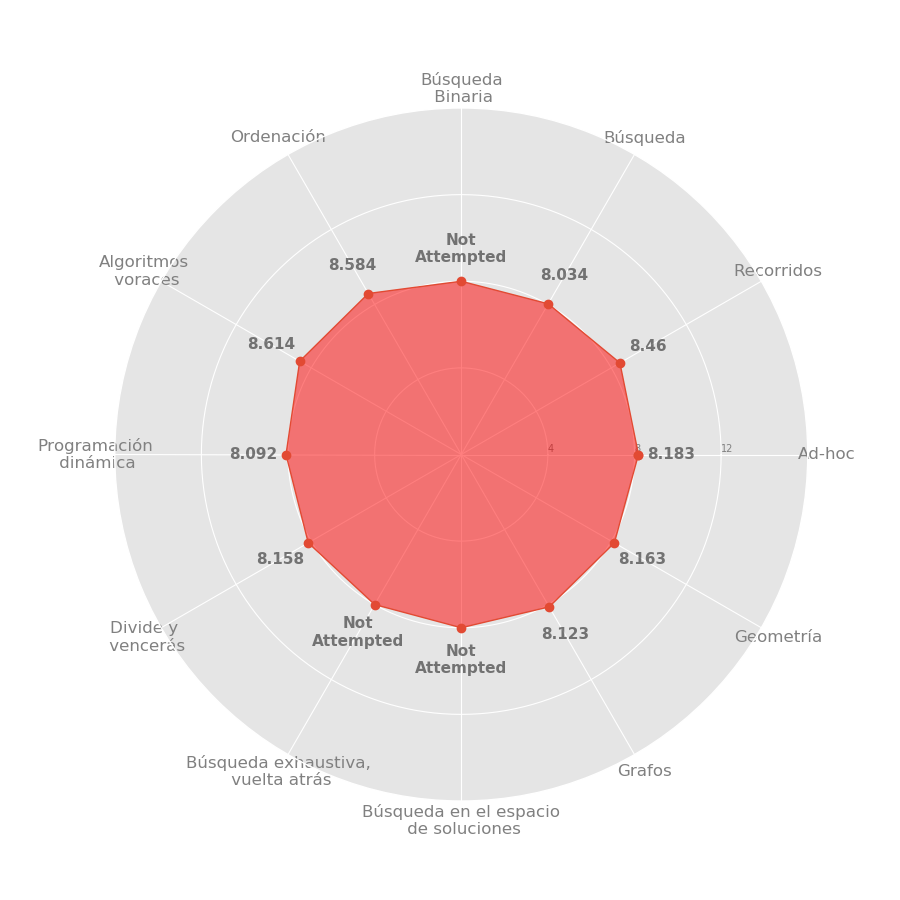 Búsqueda
Binaria
Ordenación
Búsqueda
Not
Attempted
8.584
8.034
Algoritmos
voraces
Recorridos
8.614
8.46
Programación
dinámica
8.092
4
8
12
8.183
Ad-hoc
8.158
8.163
Divide y
vencerás
Not
Attempted
Not
Attempted
8.123
Geometría
Búsqueda exhaustiva,
vuelta atrás
Grafos
Búsqueda en el espacio
de soluciones